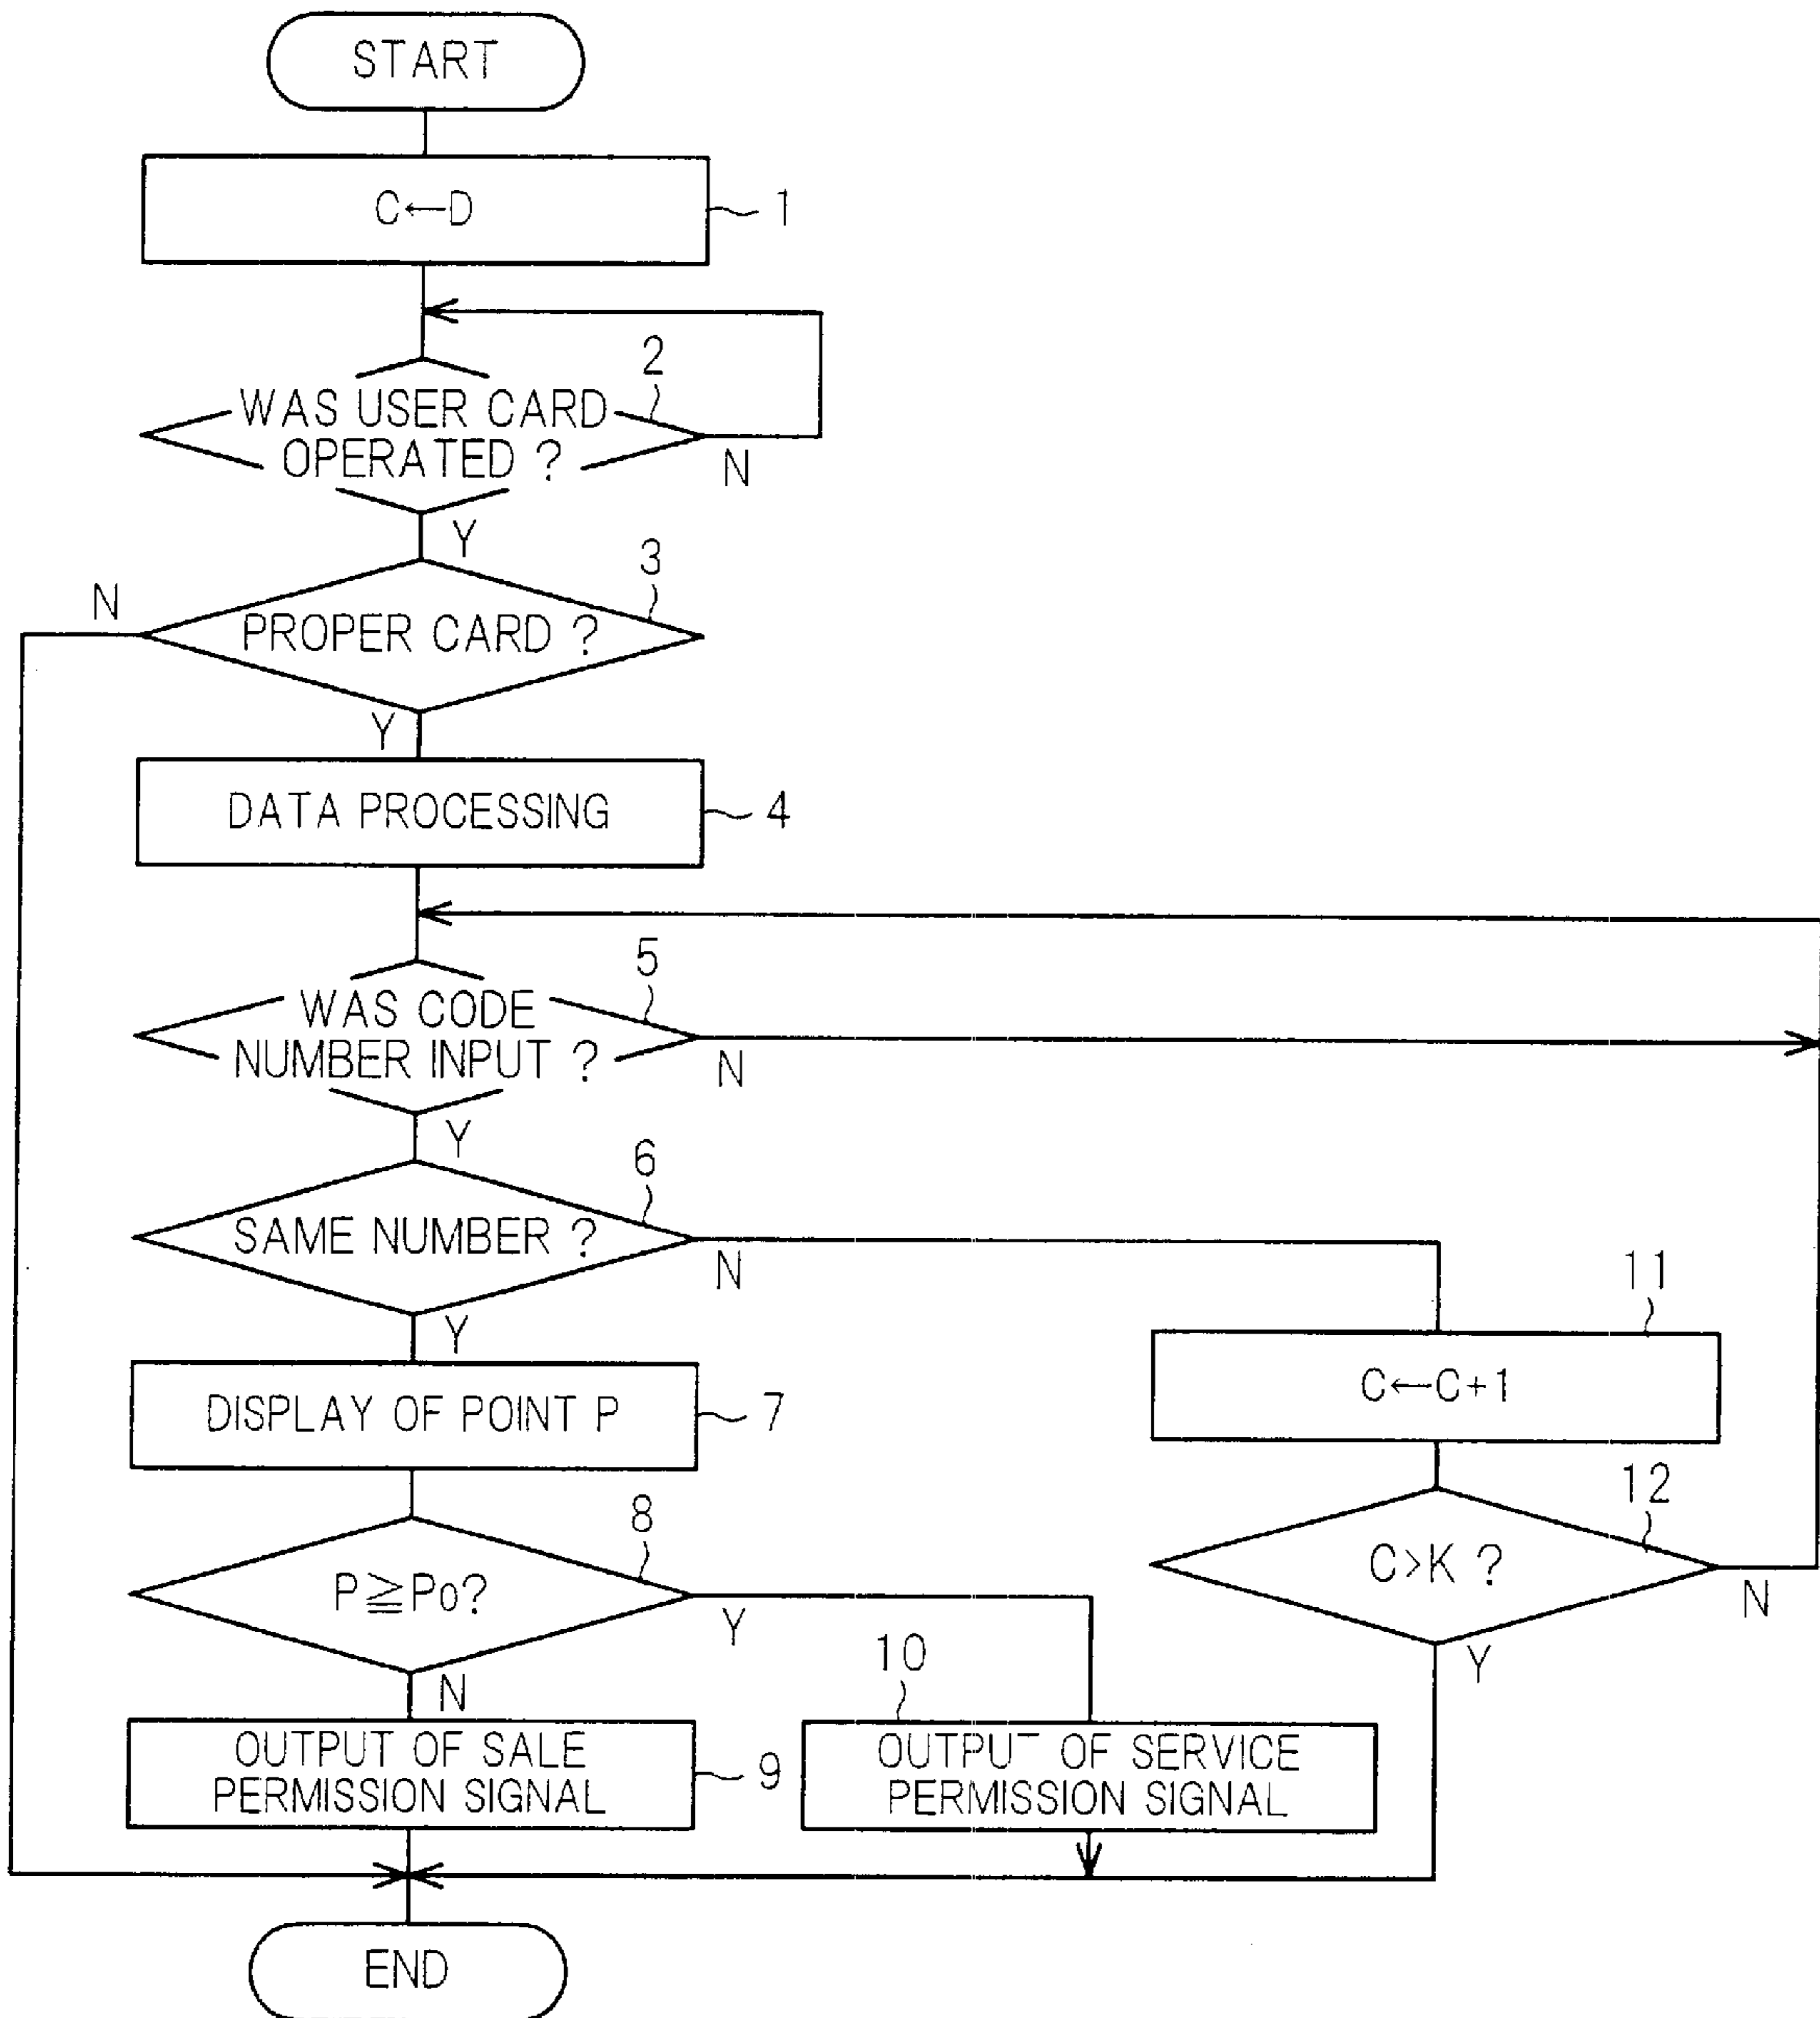 START
C←D
1
2
WAS USER CARD
OPERATED ?
N
Y
3
N
PROPER CARD ?
Y
DATA PROCESSING
4
5
WAS CODE
NUMBER INPUT ?
N
Y
6
SAME NUMBER ?
N
Y
11
C←C+1
DISPLAY OF POINT P
7
12
C>K ?
N
Y
8
P≧Po?
Y
N
10
OUTPUT OF SALE
PERMISSION SIGNAL
9
OUTPUT OF SERVICE
PERMISSION SIGNAL
END